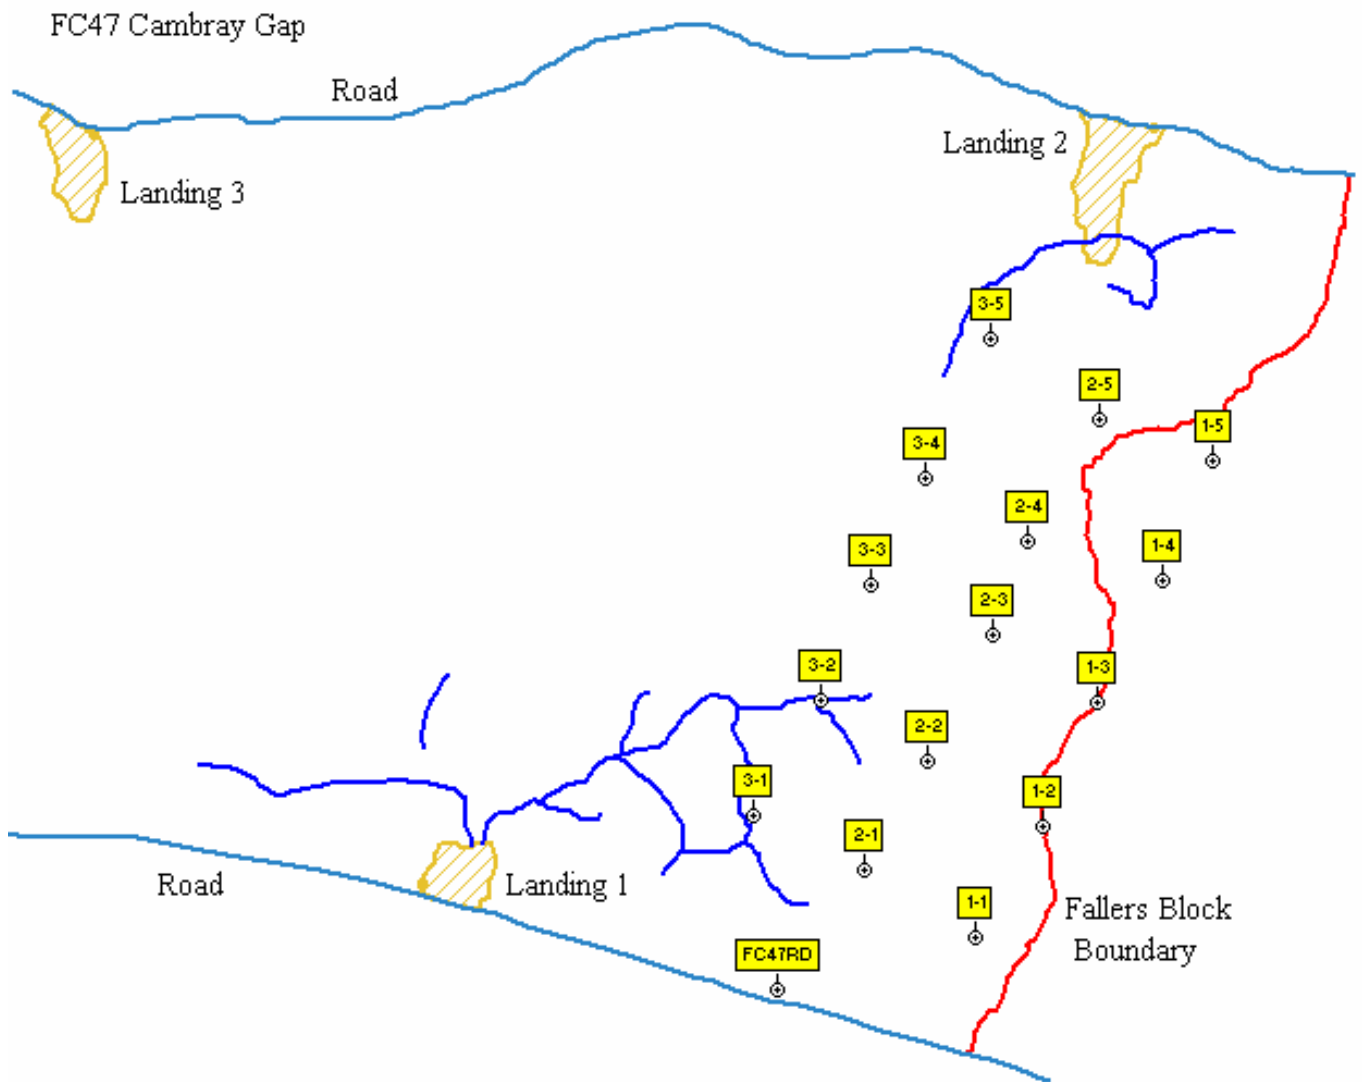 FC47 Cambray Gap
Road
Landing 2
Landing 3
3-5
2-5
1-5
3-4
2-4
1-4
3-3
2-3
3-2
1-3
2-2
3-1
1-2
2-1
Road
Landing 1
1-1
Fallers Block
Boundary
FC47RD